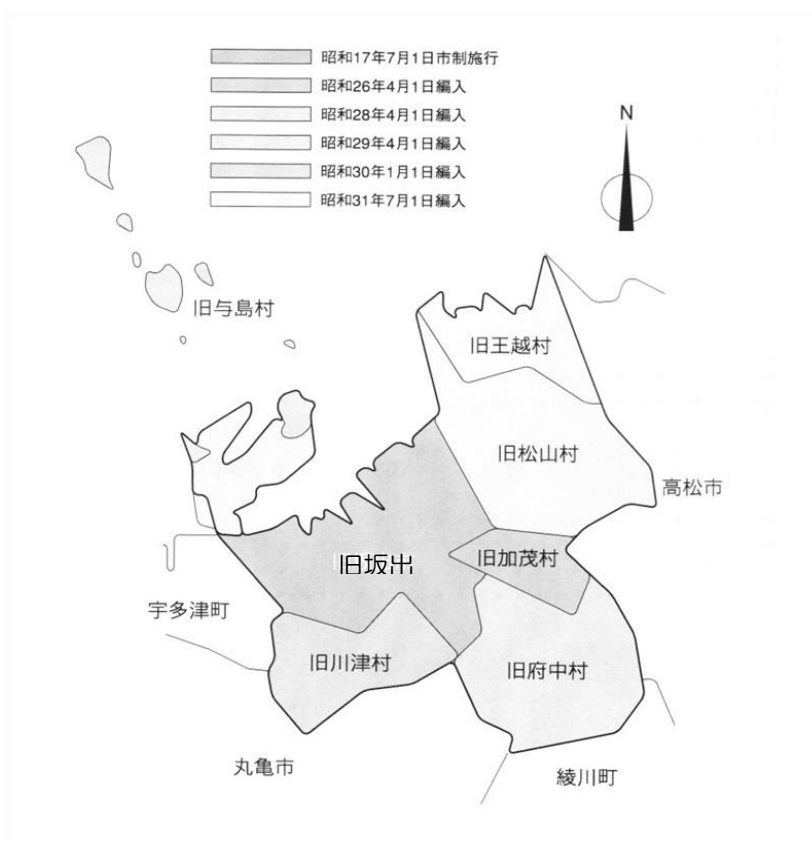 昭和17年7月1日市制施行
昭和26年4月1日編入
昭和28年4月1日編入
昭和29年4月1日編入
昭和30年1月1日編入
昭和31年7月1日編入
N
旧与島村
旧王越村
旧松山村
高松市
旧坂出
旧加茂村
宇多津町
旧川津村
旧府中村
丸亀市
綾川町